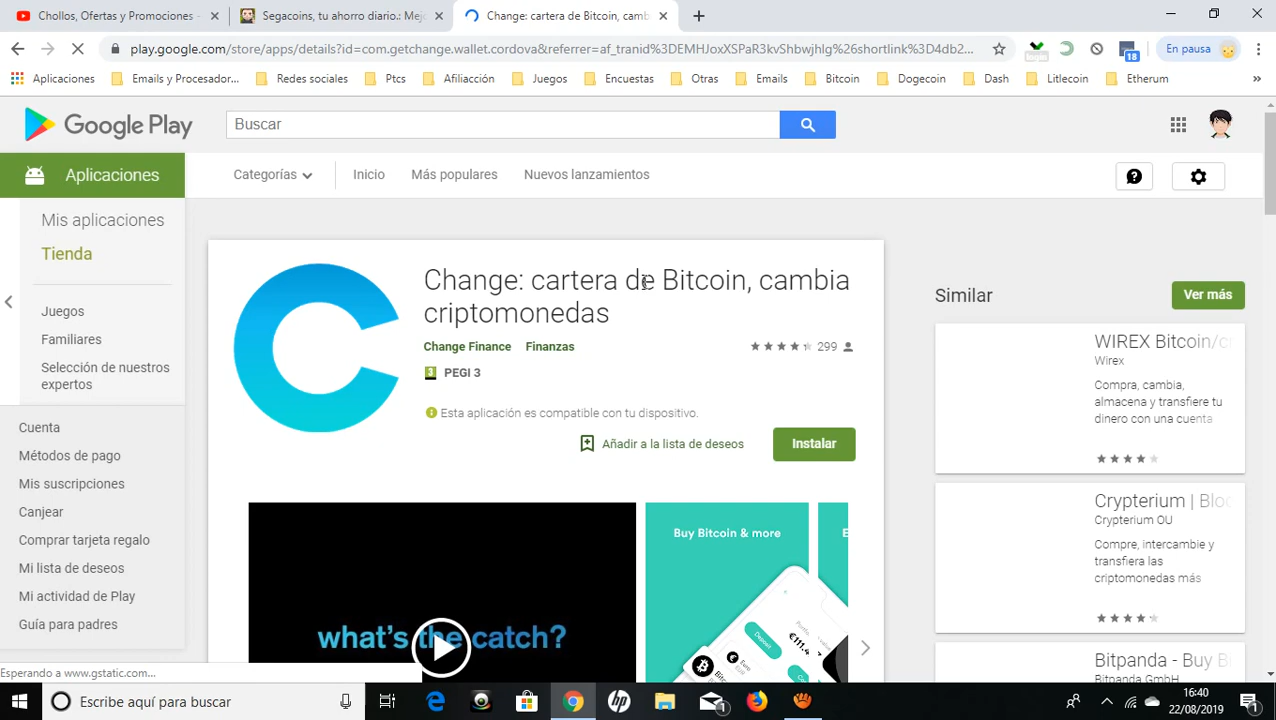 Chollos, Ofertas y Promociones -
Segacoins, tu ahorro diario.: Mej
Change: cartera de Bitcoin, camb
play.google.com/store/apps/details?id=com.getchange.wallet.cordova&referrer=af_tranid%3DEMHJoxXSPaR3kvShbwjhlg%26shortlink%3D4db2...
18
En pausa
Aplicaciones
Emails y Procesador...
Redes sociales
Ptcs
Afiliacción
Juegos
Encuestas
Otras
Emails
Bitcoin
Dogecoin
Dash
Litlecoin
Etherum
»
Google Play
Buscar
Aplicaciones
Categorías
Inicio
Más populares
Nuevos lanzamientos
Mis aplicaciones
Tienda
Juegos
Familiares
Selección de nuestros
expertos
Cuenta
Métodos de pago
Mis suscripciones
Canjear
Comprar tarjeta regalo
Mi lista de deseos
Mi actividad de Play
Guía para padres
Change: cartera de Bitcoin, cambia
criptomonedas
Change Finance Finanzas
299
3 PEGI 3
Esta aplicación es compatible con tu dispositivo.
Añadir a la lista de deseos
Instalar
what's the catch?
Buy Bitcoin & more
Deposit
Similar
Ver más
WIREX Bitcoin/cr
Wirex
Compra, cambia,
almacena y transfiere tu
dinero con una cuenta
Crypterium | Bloc
Crypterium OU
Compre, intercambie y
transfiera las
criptomonedas más
Bitpanda - Buy Bi
Bitpanda GmbH
Esperando a www.gstatic.com...
Escribe aquí para buscar
1
16:40
22/08/2019
1